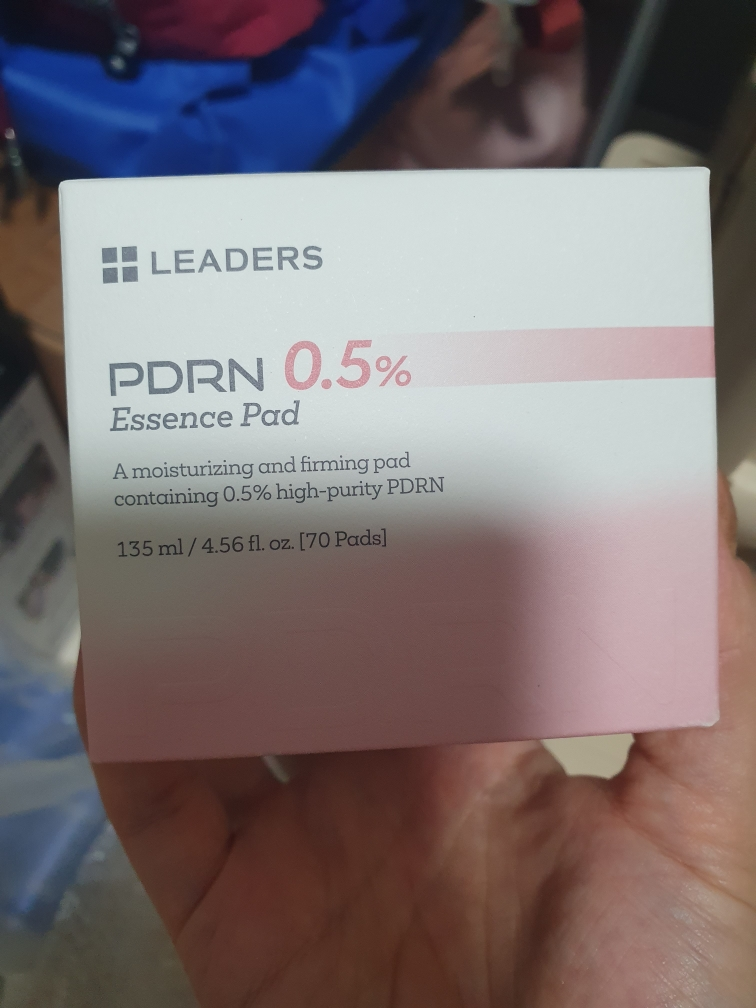 LEADERS
PDRN 0.5%
Essence Pad
A moisturizing and firming pad
containing 0.5% high-purity PDRN
135 ml / 4.56 fl. oz. [70 Pads]